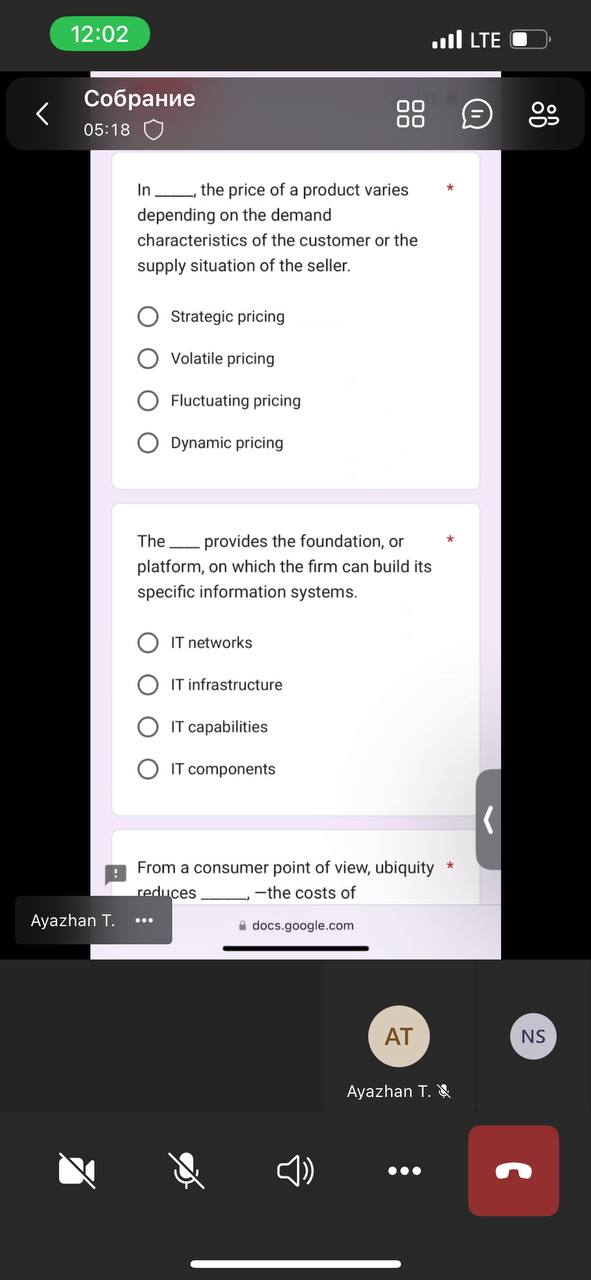 12:02
LTE
Собрание
05:18
In _____, the price of a product varies *
depending on the demand
characteristics of the customer or the
supply situation of the seller.
Strategic pricing
Volatile pricing
Fluctuating pricing
Dynamic pricing
The ____ provides the foundation, or *
platform, on which the firm can build its
specific information systems.
IT networks
IT infrastructure
IT capabilities
IT components
From a consumer point of view, ubiquity *
reduces ______, —the costs of
Ayazhan T.
docs.google.com
AT
NS
Ayazhan T.